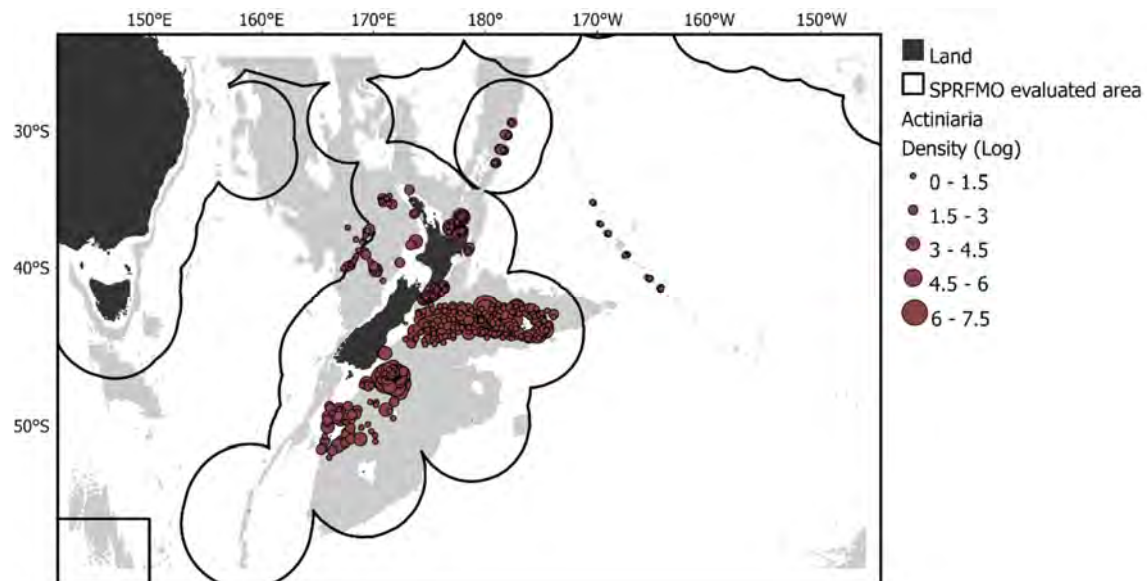 150°E 160°E 170°E 180° 170°W 160°W 150°W
30°S
40°S
50°S
Land
SPRFMO evaluated area
Actiniaria
Density (Log)
0 - 1.5
1.5 - 3
3 - 4.5
4.5 - 6
6 - 7.5